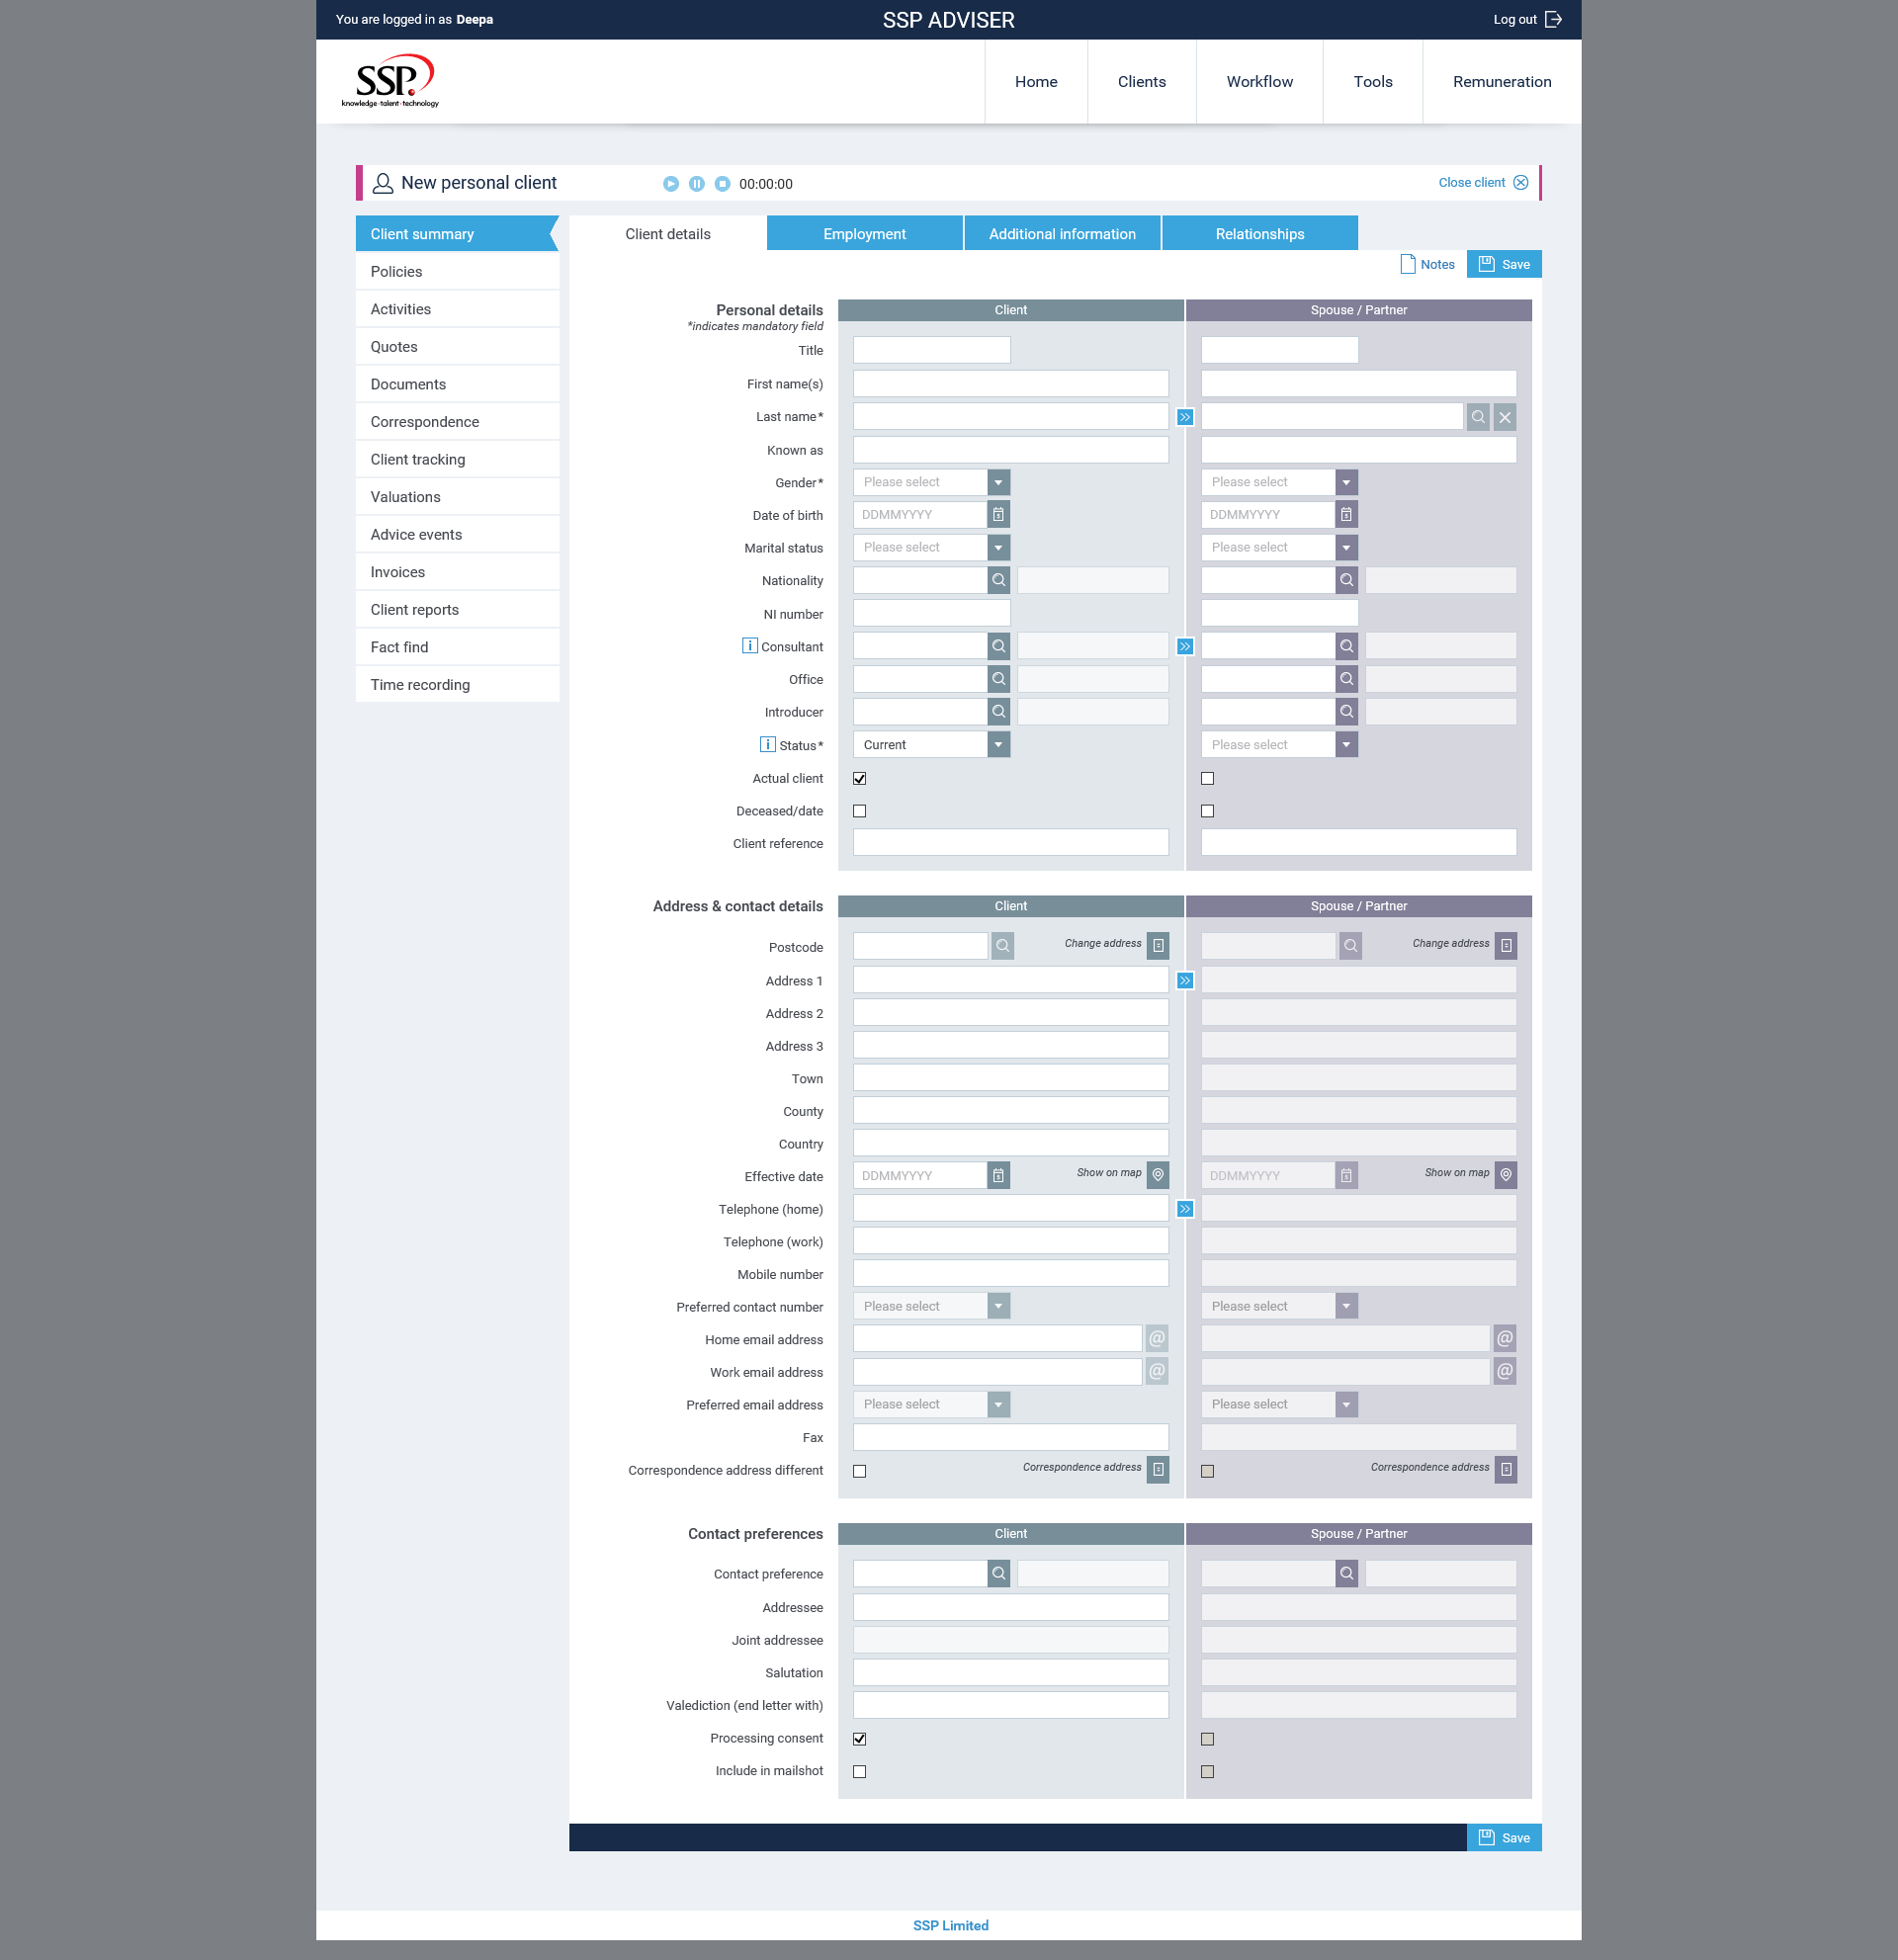 You are logged in as Deepa
SSP ADVISER
Log out
SSP.
knowledge·talent·technology
Home
Clients
Workflow
Tools
Remuneration
New personal client
00:00:00
Close client
Client summary
Policies
Activities
Quotes
Documents
Correspondence
Client tracking
Valuations
Advice events
Invoices
Client reports
Fact find
Time recording
Client details
Employment
Additional information
Relationships
Notes
Save
Personal details
Client
Spouse / Partner
*indicates mandatory field
Title
First name(s)
Last name*
Known as
Gender*
Please select
Please select
Date of birth
DDMMYYYY
DDMMYYYY
Marital status
Please select
Please select
Nationality
NI number
i Consultant
Office
Introducer
i Status*
Current
Please select
Actual client
Deceased/date
Client reference
Address & contact details
Client
Spouse / Partner
Postcode
Change address
Change address
Address 1
Address 2
Address 3
Town
County
Country
Effective date
DDMMYYYY
Show on map
DDMMYYYY
Show on map
Telephone (home)
Telephone (work)
Mobile number
Preferred contact number
Please select
Please select
Home email address
@
@
Work email address
@
@
Preferred email address
Please select
Please select
Fax
Correspondence address different
Correspondence address
Correspondence address
Contact preferences
Client
Spouse / Partner
Contact preference
Addressee
Joint addressee
Salutation
Valediction (end letter with)
Processing consent
Include in mailshot
Save
SSP Limited